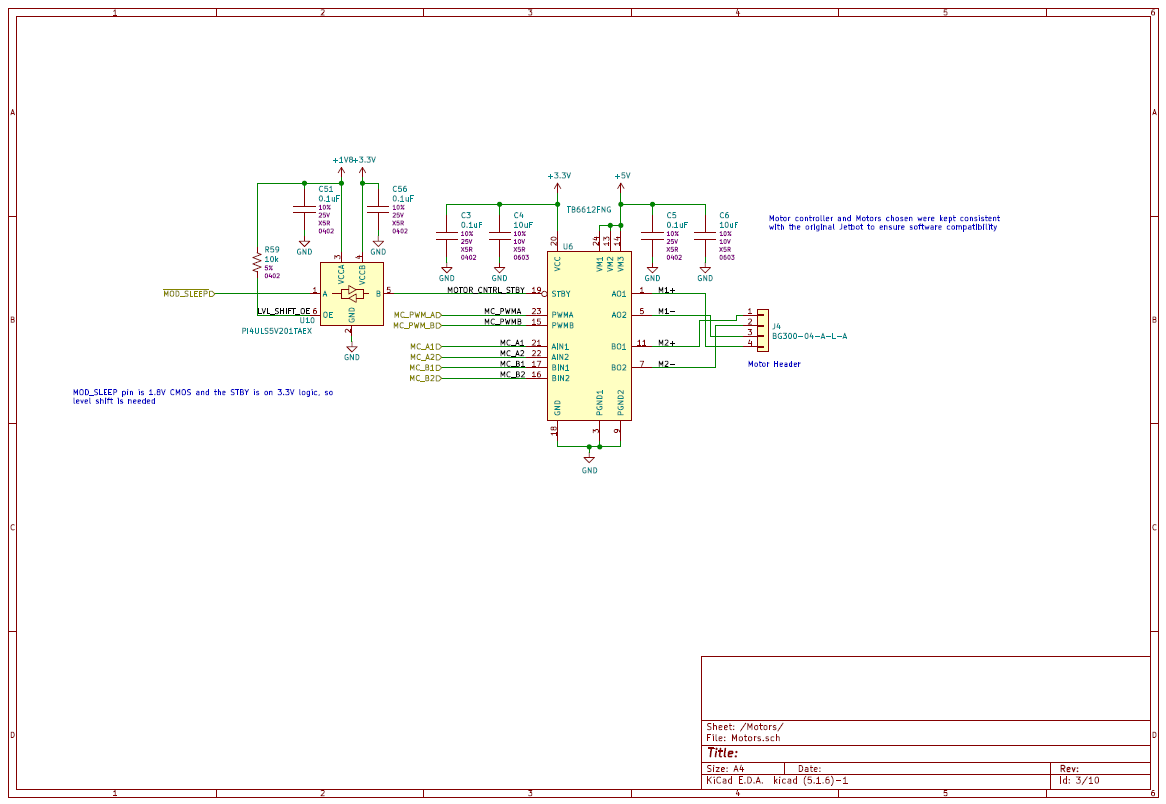 1 2 3 4 5 6
A A
B B
C C
D D
1 2 3 4 5 6
+1V8 +3.3V
C51
0.1uF
10%
25V
X5R
0402
GND
C56
0.1uF
10%
25V
X5R
0402
GND
R59
10k
5%
0402
MOD_SLEEP
LVL_SHIFT_OE
3 4
VCCA VCCB
1 A B 5
6 OE
GND
2
U10
PI4ULS5V201TAEX
GND
MOD_SLEEP pin is 1.8V CMOS and the STBY is on 3.3V logic, so
level shift is needed
+3.3V
+5V
TB6612FNG
U6
C3
0.1uF
10%
25V
X5R
0402
GND
C4
10uF
10%
10V
X5R
0603
GND
C5
0.1uF
10%
25V
X5R
0402
GND
C6
10uF
10%
10V
X5R
0603
GND
20 24 13 14
VCC VM1 VM2 VM3
MOTOR_CNTRL_STBY 19 STBY
MC_PWM_A MC_PWMA 23 PWMA
MC_PWM_B MC_PWMB 15 PWMB
MC_A1 MC_A1 21 AIN1
MC_A2 MC_A2 22 AIN2
MC_B1 MC_B1 17 BIN1
MC_B2 MC_B2 16 BIN2
AO1 1 M1+
AO2 5 M1-
BO1 11 M2+
BO2 7 M2-
GND PGND1 PGND2
18 3 9
GND
1
2
3
4
J4
BG300-04-A-L-A
Motor Header
Motor controller and Motors chosen were kept consistent
with the original Jetbot to ensure software compatibility
Sheet: /Motors/
File: Motors.sch
Title:
Size: A4 Date: Rev:
KiCad E.D.A. kicad (5.1.6)-1 Id: 3/10